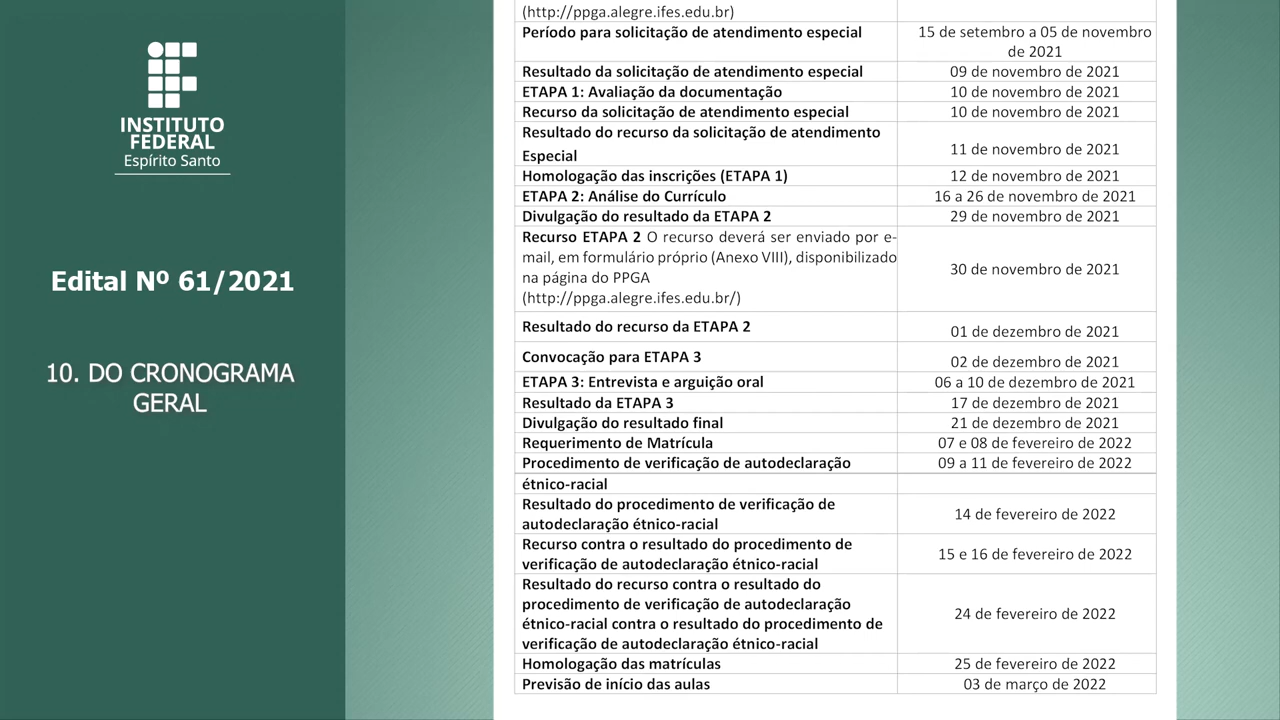 INSTITUTO
FEDERAL
Espírito Santo
Edital Nº 61/2021
10. DO CRONOGRAMA
GERAL
(http://ppga.alegre.ifes.edu.br)
Período para solicitação de atendimento especial
15 de setembro a 05 de novembro
de 2021
Resultado da solicitação de atendimento especial
09 de novembro de 2021
ETAPA 1: Avaliação da documentação
10 de novembro de 2021
Recurso da solicitação de atendimento especial
10 de novembro de 2021
Resultado do recurso da solicitação de atendimento
Especial
11 de novembro de 2021
Homologação das inscrições (ETAPA 1)
12 de novembro de 2021
ETAPA 2: Análise do Currículo
16 a 26 de novembro de 2021
Divulgação do resultado da ETAPA 2
29 de novembro de 2021
Recurso ETAPA 2 O recurso deverá ser enviado por e-
mail, em formulário próprio (Anexo VIII), disponibilizado
na página do PPGA
(http://ppga.alegre.ifes.edu.br/)
30 de novembro de 2021
Resultado do recurso da ETAPA 2
01 de dezembro de 2021
Convocação para ETAPA 3
02 de dezembro de 2021
ETAPA 3: Entrevista e arguição oral
06 a 10 de dezembro de 2021
Resultado da ETAPA 3
17 de dezembro de 2021
Divulgação do resultado final
21 de dezembro de 2021
Requerimento de Matrícula
07 e 08 de fevereiro de 2022
Procedimento de verificação de autodeclaração
09 a 11 de fevereiro de 2022
étnico-racial
Resultado do procedimento de verificação de
autodeclaração étnico-racial
14 de fevereiro de 2022
Recurso contra o resultado do procedimento de
verificação de autodeclaração étnico-racial
15 e 16 de fevereiro de 2022
Resultado do recurso contra o resultado do
procedimento de verificação de autodeclaração
étnico-racial contra o resultado do procedimento de
verificação de autodeclaração étnico-racial
24 de fevereiro de 2022
Homologação das matrículas
25 de fevereiro de 2022
Previsão de início das aulas
03 de março de 2022